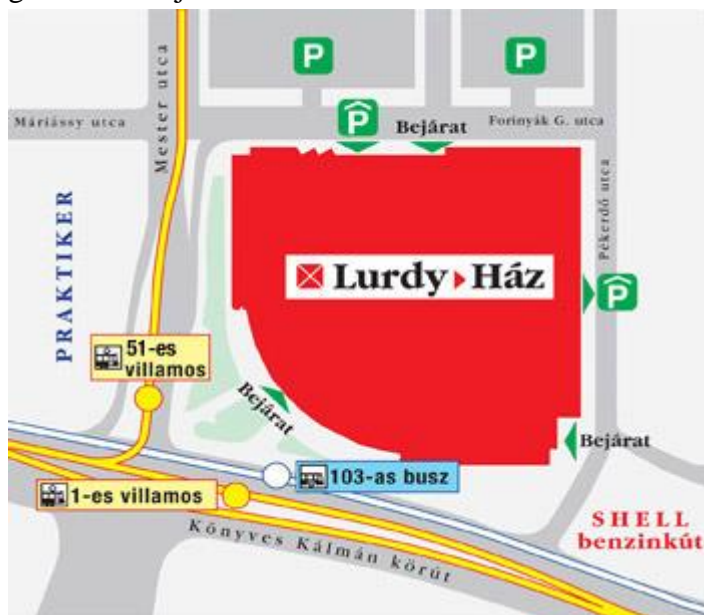 P
P
Máriássy utca
Mester utca
P
Bejárat
Forinyák G. utca
Pékerdő utca
PRAKTIKER
Lurdy Ház
P
51-es
villamos
Bejárat
Bejárat
103-as busz
1-es villamos
SHELL
benzinkút
Könyves Kálmán körút